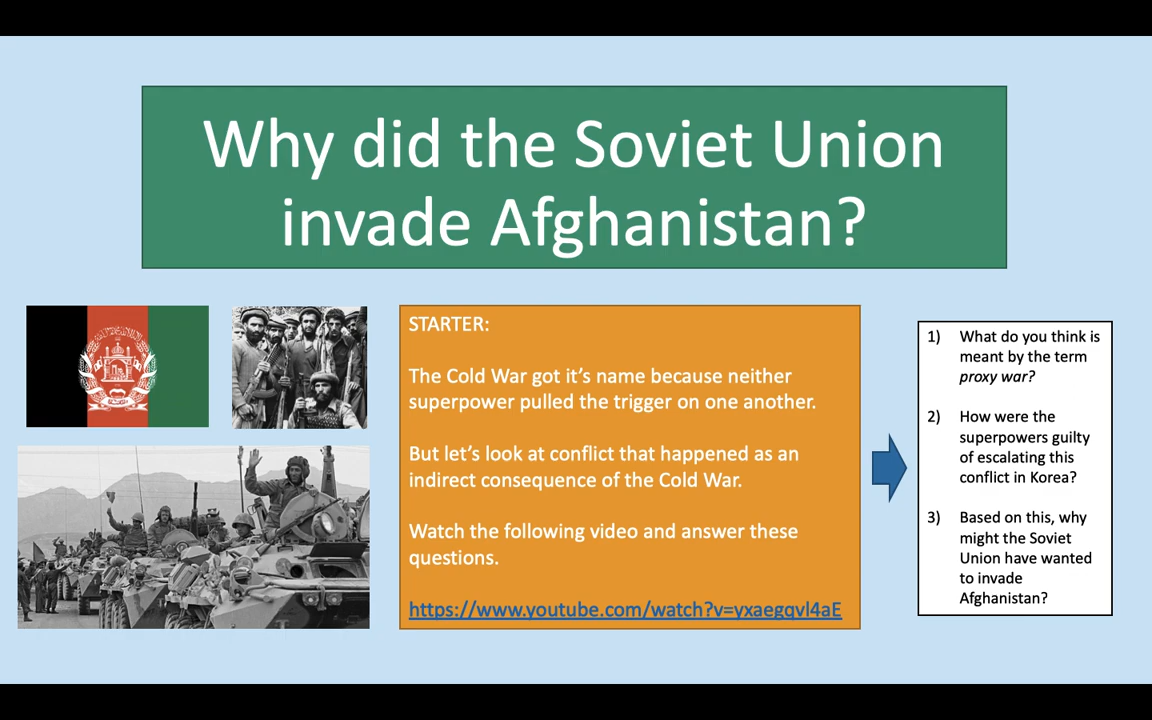 Why did the Soviet Union
invade Afghanistan?
STARTER:
The Cold War got it's name because neither
superpower pulled the trigger on one another.
But let's look at conflict that happened as an
indirect consequence of the Cold War.
Watch the following video and answer these
questions.
https://www.youtube.com/watch?v=yxaegqvl4aE
1) What do you think is
meant by the term
proxy war?
2) How were the
superpowers guilty
of escalating this
conflict in Korea?
3) Based on this, why
might the Soviet
Union have wanted
to invade
Afghanistan?